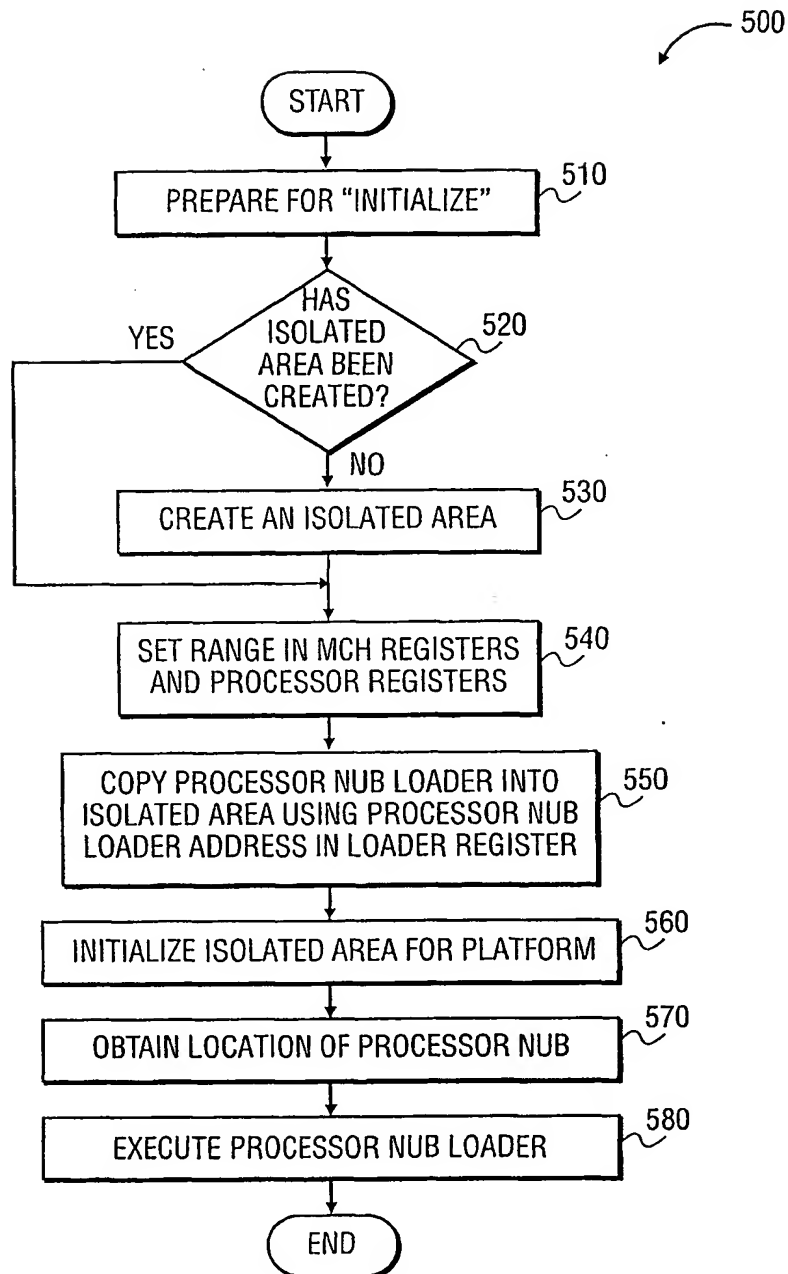 500
START
PREPARE FOR “INITIALIZE”
510
HAS
ISOLATED
AREA BEEN
CREATED?
520
YES
NO
CREATE AN ISOLATED AREA
530
SET RANGE IN MCH REGISTERS
AND PROCESSOR REGISTERS
540
COPY PROCESSOR NUB LOADER INTO
ISOLATED AREA USING PROCESSOR NUB
LOADER ADDRESS IN LOADER REGISTER
550
INITIALIZE ISOLATED AREA FOR PLATFORM
560
OBTAIN LOCATION OF PROCESSOR NUB
570
EXECUTE PROCESSOR NUB LOADER
580
END